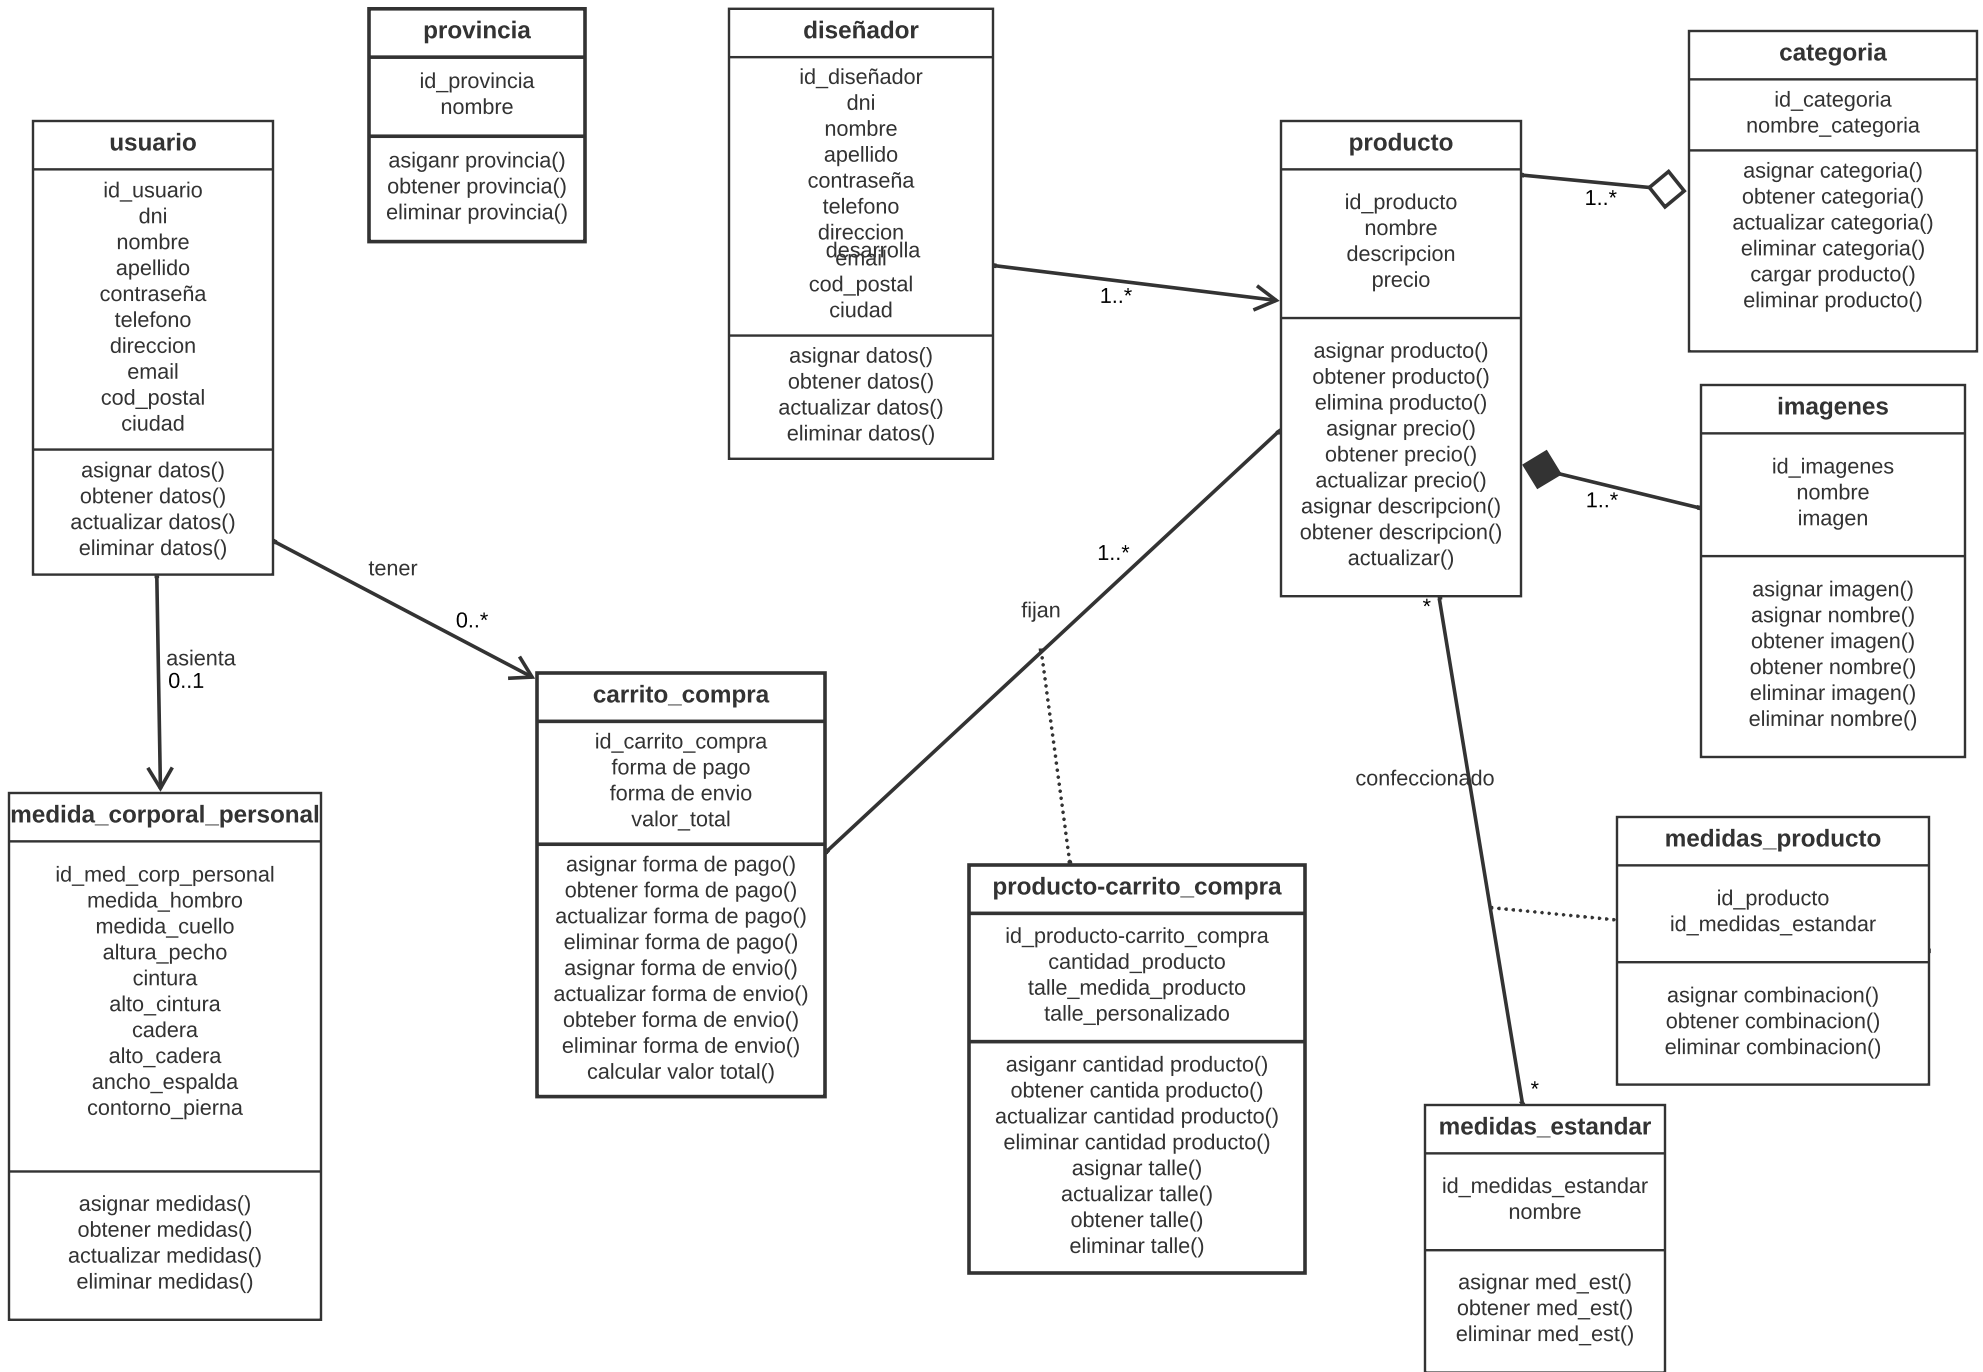 provincia
id_provincia
nombre
asiganr provincia()
obtener provincia()
eliminar provincia()
diseñador
id_diseñador
dni
nombre
apellido
contraseña
telefono
direccion
email
cod_postal
ciudad
asignar datos()
obtener datos()
actualizar datos()
eliminar datos()
desarrolla
1..*
categoria
id_categoria
nombre_categoria
asignar categoria()
obtener categoria()
actualizar categoria()
eliminar categoria()
cargar producto()
eliminar producto()
1..*
usuario
id_usuario
dni
nombre
apellido
contraseña
telefono
direccion
email
cod_postal
ciudad
asignar datos()
obtener datos()
actualizar datos()
eliminar datos()
producto
id_producto
nombre
descripcion
precio
asignar producto()
obtener producto()
elimina producto()
asignar precio()
obtener precio()
actualizar precio()
asignar descripcion()
obtener descripcion()
actualizar()
imagenes
id_imagenes
nombre
imagen
asignar imagen()
asignar nombre()
obtener imagen()
obtener nombre()
eliminar imagen()
eliminar nombre()
1..*
tener
0..*
asienta
0..1
1..*
fijan
*
confeccionado
*
carrito_compra
id_carrito_compra
forma de pago
forma de envio
valor_total
asignar forma de pago()
obtener forma de pago()
actualizar forma de pago()
eliminar forma de pago()
asignar forma de envio()
actualizar forma de envio()
obteber forma de envio()
eliminar forma de envio()
calcular valor total()
medida_corporal_personal
id_med_corp_personal
medida_hombro
medida_cuello
altura_pecho
cintura
alto_cintura
cadera
alto_cadera
ancho_espalda
contorno_pierna
asignar medidas()
obtener medidas()
actualizar medidas()
eliminar medidas()
producto-carrito_compra
id_producto-carrito_compra
cantidad_producto
talle_medida_producto
talle_personalizado
asiganr cantidad producto()
obtener cantida producto()
actualizar cantidad producto()
eliminar cantidad producto()
asignar talle()
actualizar talle()
obtener talle()
eliminar talle()
medidas_producto
id_producto
id_medidas_estandar
asignar combinacion()
obtener combinacion()
eliminar combinacion()
medidas_estandar
id_medidas_estandar
nombre
asignar med_est()
obtener med_est()
eliminar med_est()